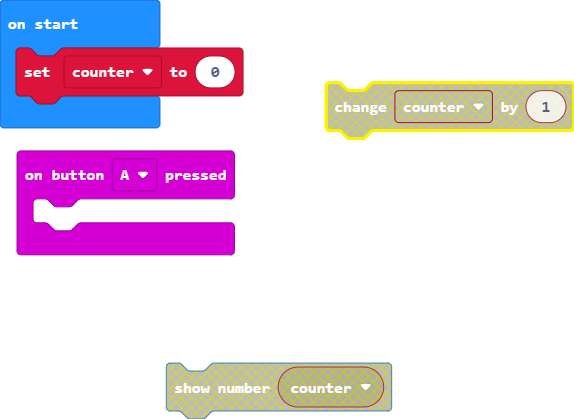 on start
set counter to 0
change counter by 1
on button A pressed
show number counter